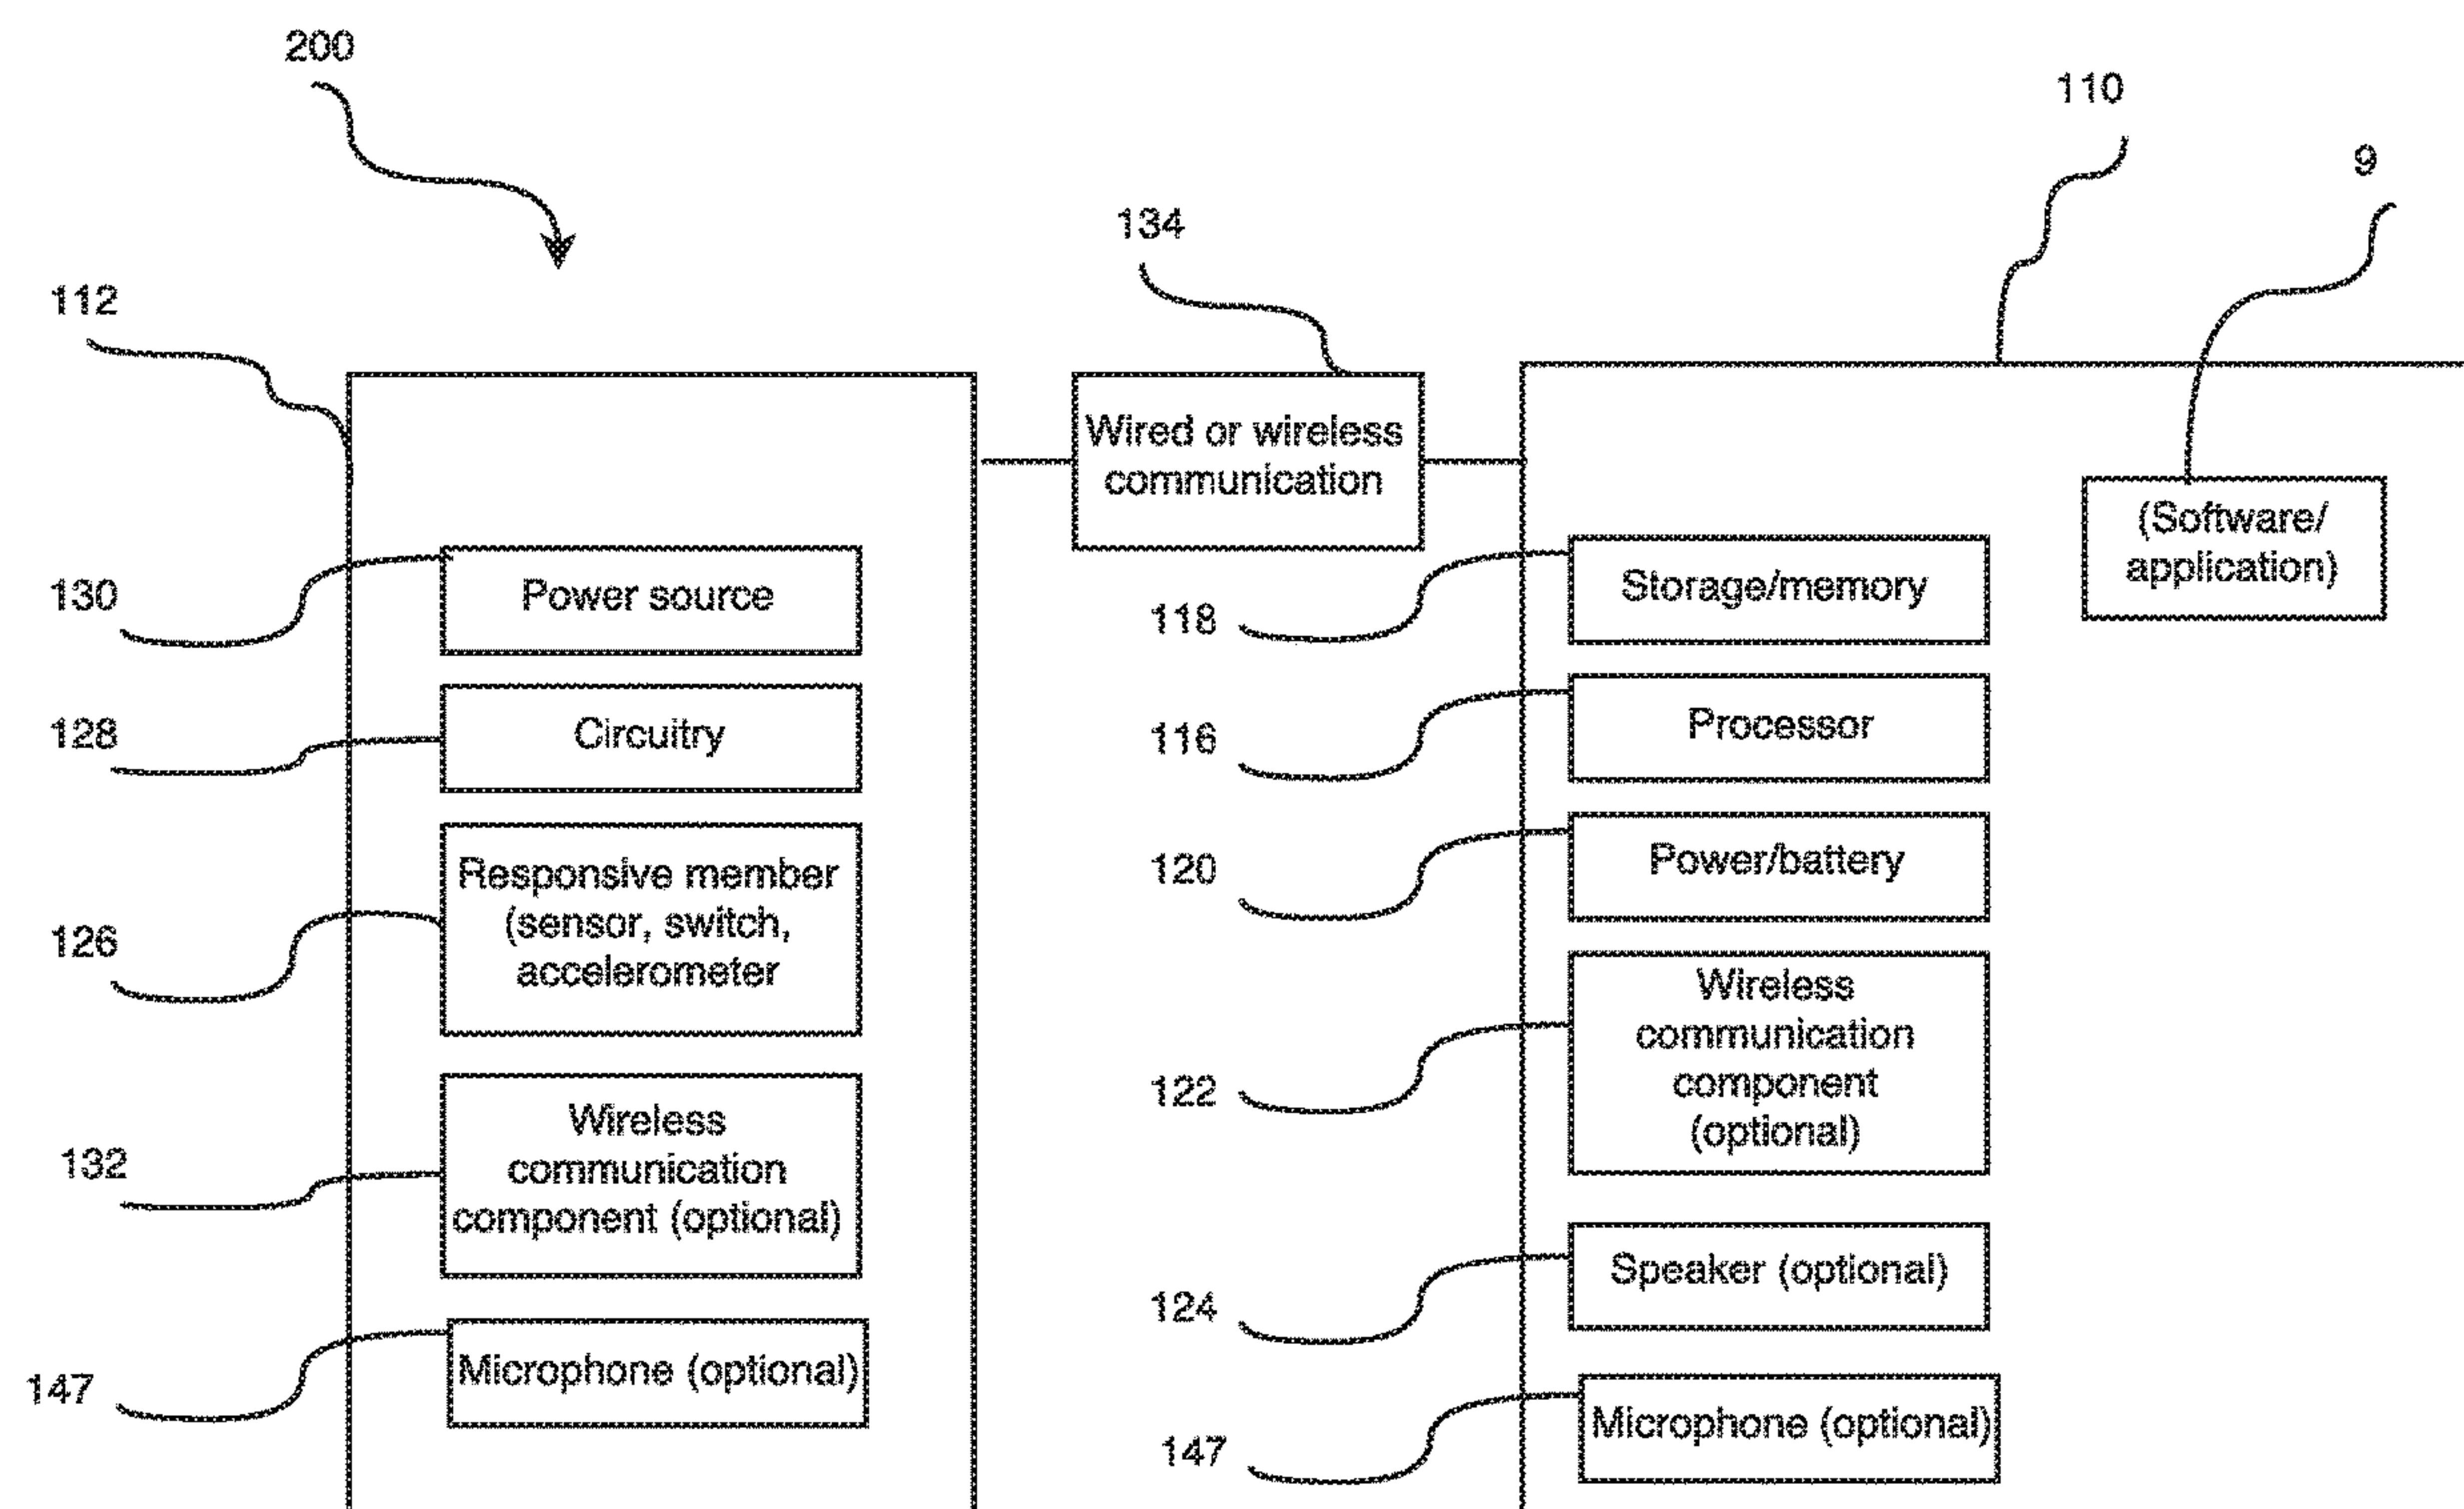 200
110
9
134
112
Wired or wireless
communication
(Software/
application)
130
Power source
118
Storage/memory
128
Circuitry
116
Processor
126
Responsive member
(sensor, switch,
accelerometer
120
Power/battery
132
Wireless
communication
component (optional)
122
Wireless
communication
component
(optional)
124
Speaker (optional)
147
Microphone (optional)
147
Microphone (optional)